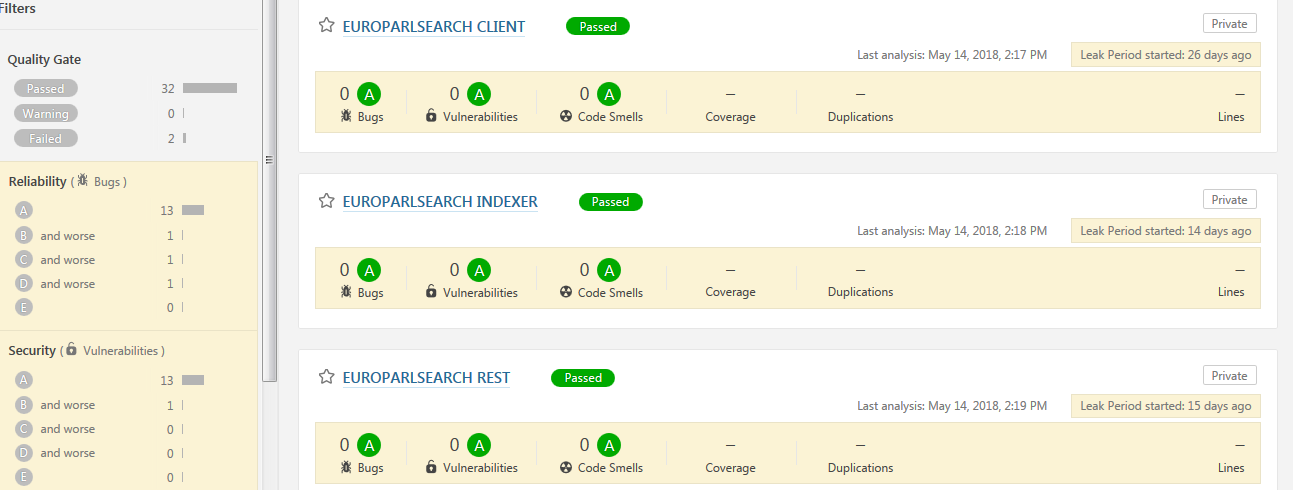 Filters
Quality Gate
Passed 32
Warning 0
Failed 2
Reliability ( Bugs )
A 13
B and worse 1
C and worse 1
D and worse 1
E 0
Security ( Vulnerabilities )
A 13
B and worse 1
C and worse 0
D and worse 0
E 0
EUROPARLSEARCH CLIENT Passed Private
Last analysis: May 14, 2018, 2:17 PM Leak Period started: 26 days ago
0 A 0 A 0 A – – –
Bugs Vulnerabilities Code Smells Coverage Duplications Lines
EUROPARLSEARCH INDEXER Passed Private
Last analysis: May 14, 2018, 2:18 PM Leak Period started: 14 days ago
0 A 0 A 0 A – – –
Bugs Vulnerabilities Code Smells Coverage Duplications Lines
EUROPARLSEARCH REST Passed Private
Last analysis: May 14, 2018, 2:19 PM Leak Period started: 15 days ago
0 A 0 A 0 A – – –
Bugs Vulnerabilities Code Smells Coverage Duplications Lines